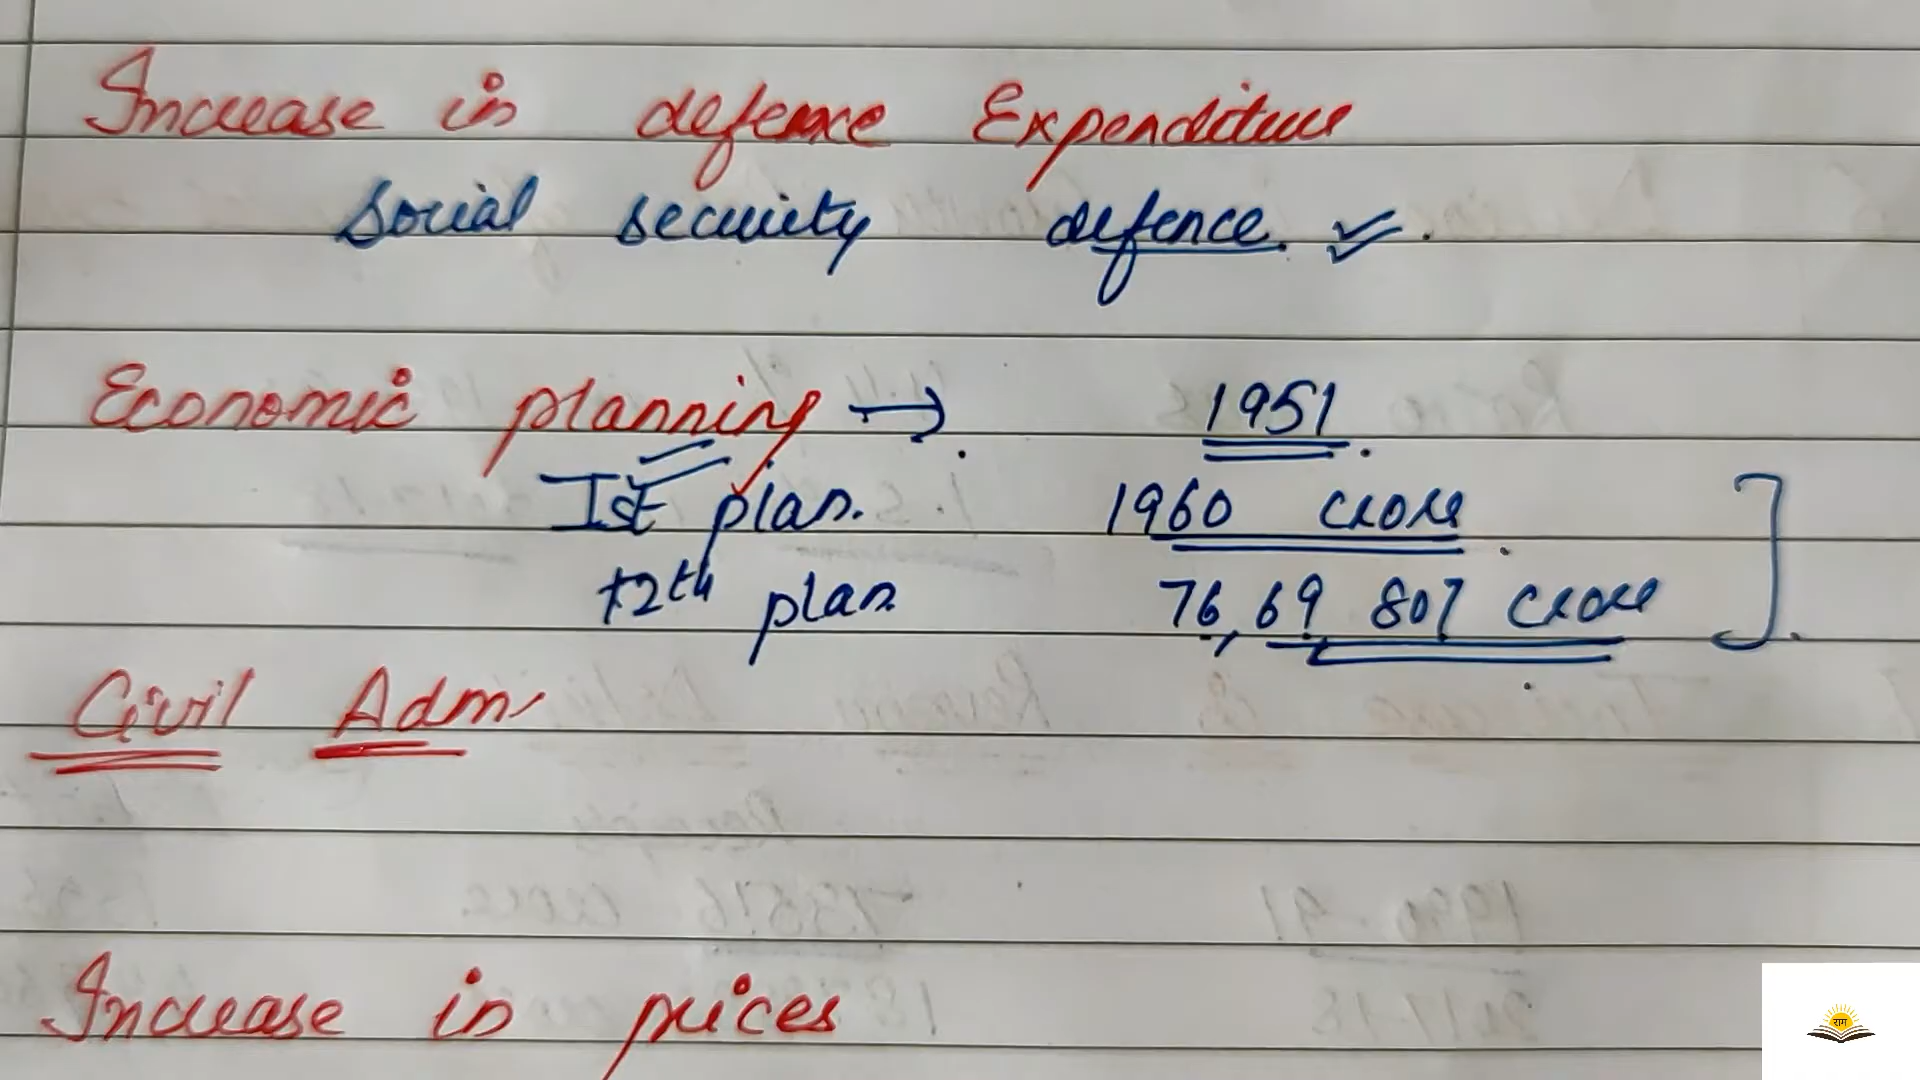 Increase in defence Expenditure
Social security defence.
Economic planning → 1951
Ist plan. 1960 crore
12th plan. 76,69 807 crore
Civil Adm
Increase in prices
राम